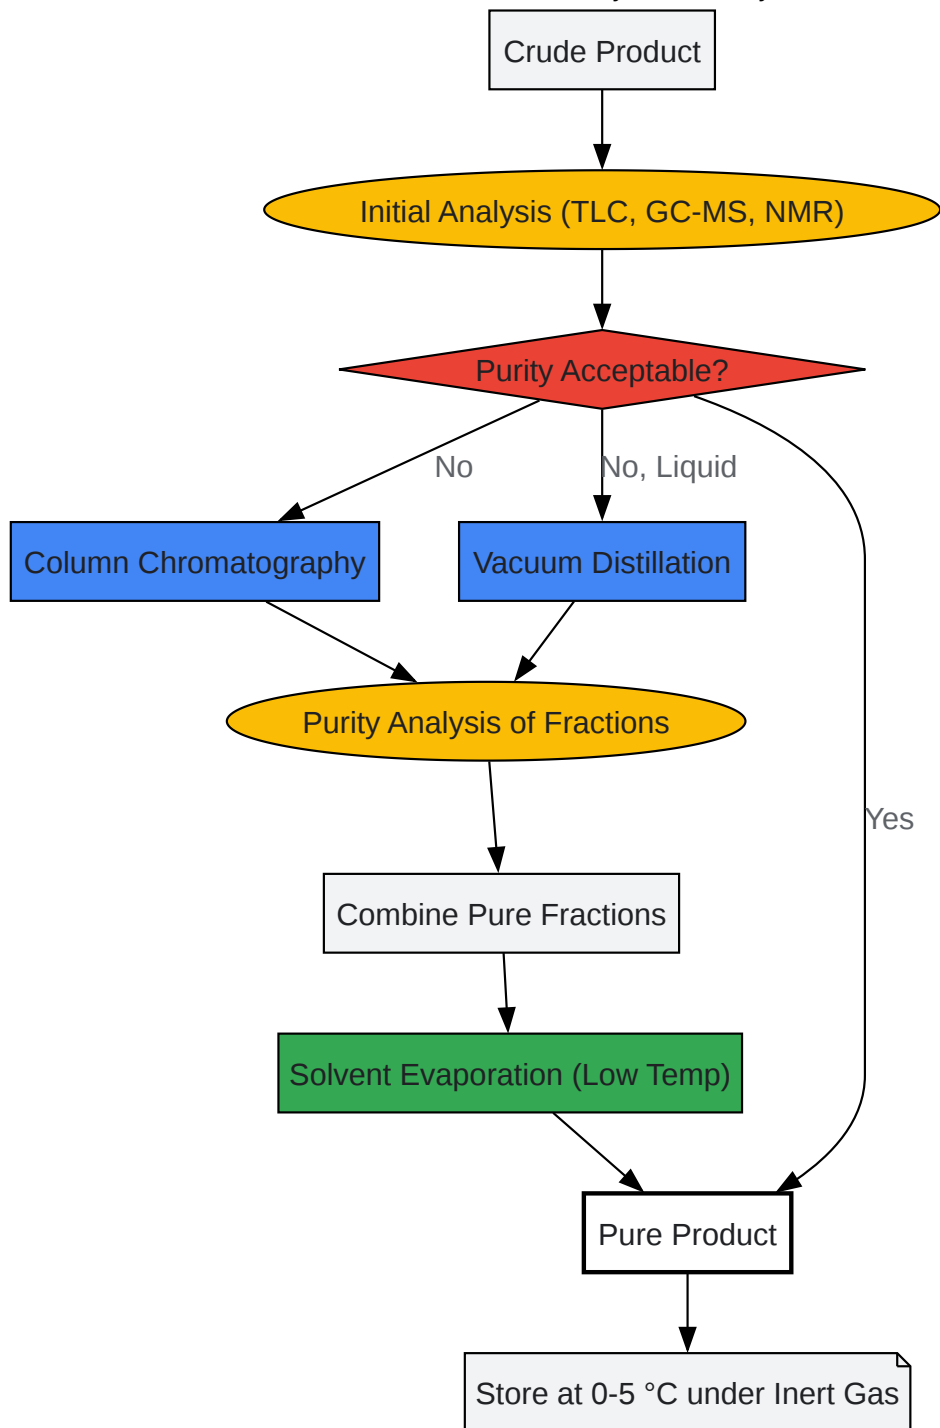 Crude Product
Initial Analysis (TLC, GC-MS, NMR)
Purity Acceptable?
No
No, Liquid
Column Chromatography
Vacuum Distillation
Purity Analysis of Fractions
Yes
Combine Pure Fractions
Solvent Evaporation (Low Temp)
Pure Product
Store at 0-5 °C under Inert Gas